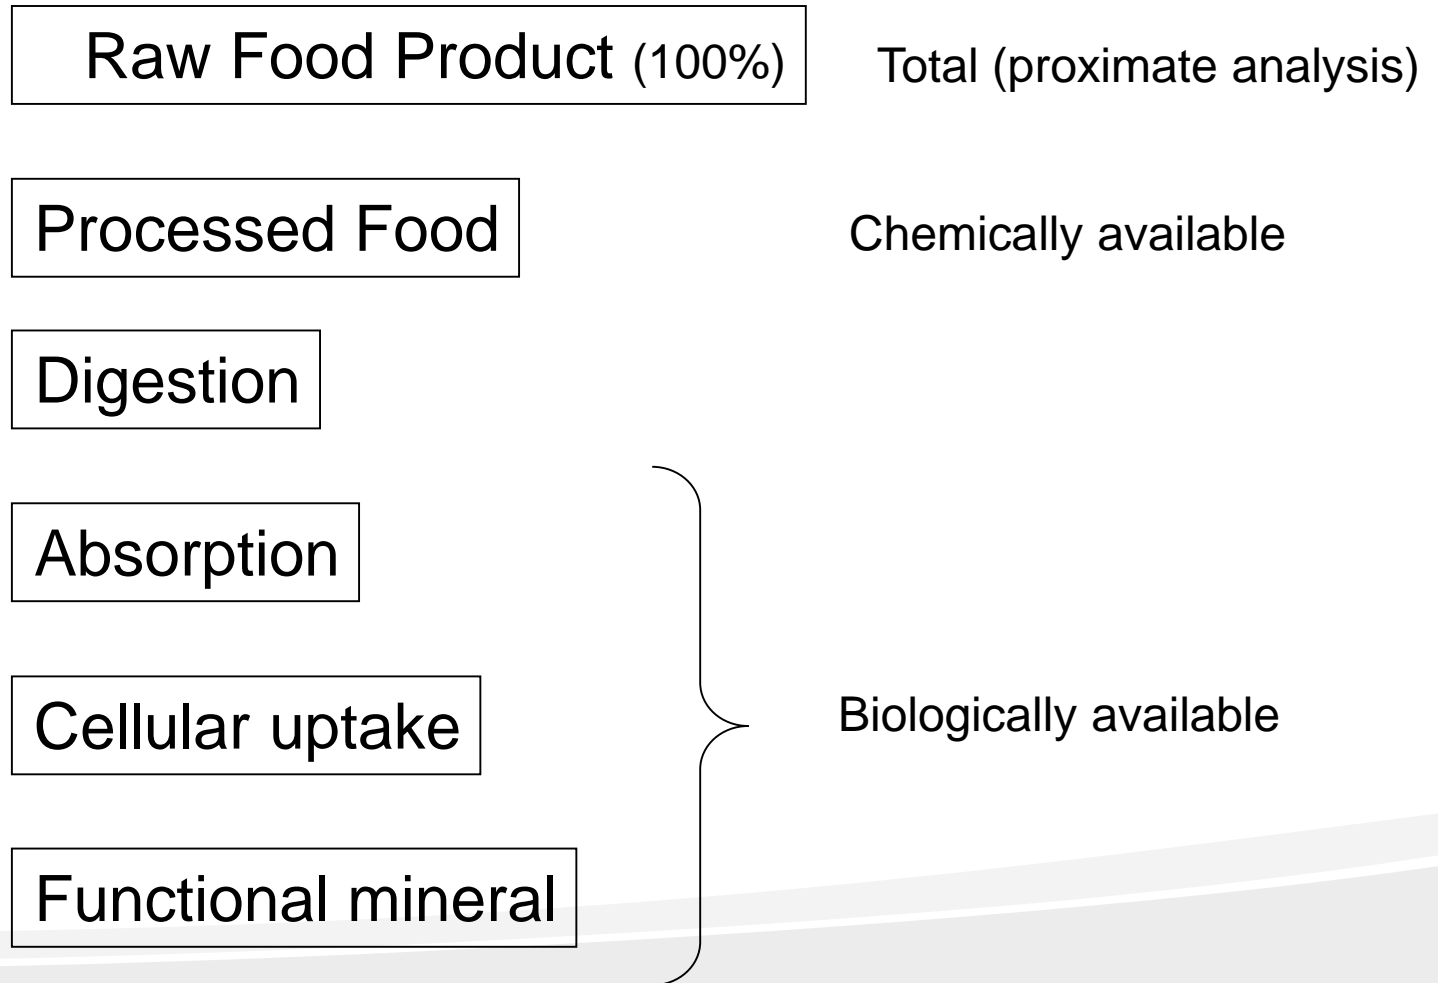 Raw Food Product (100%)
Total (proximate analysis)
Processed Food
Chemically available
Digestion
Absorption
Cellular uptake
Biologically available
Functional mineral